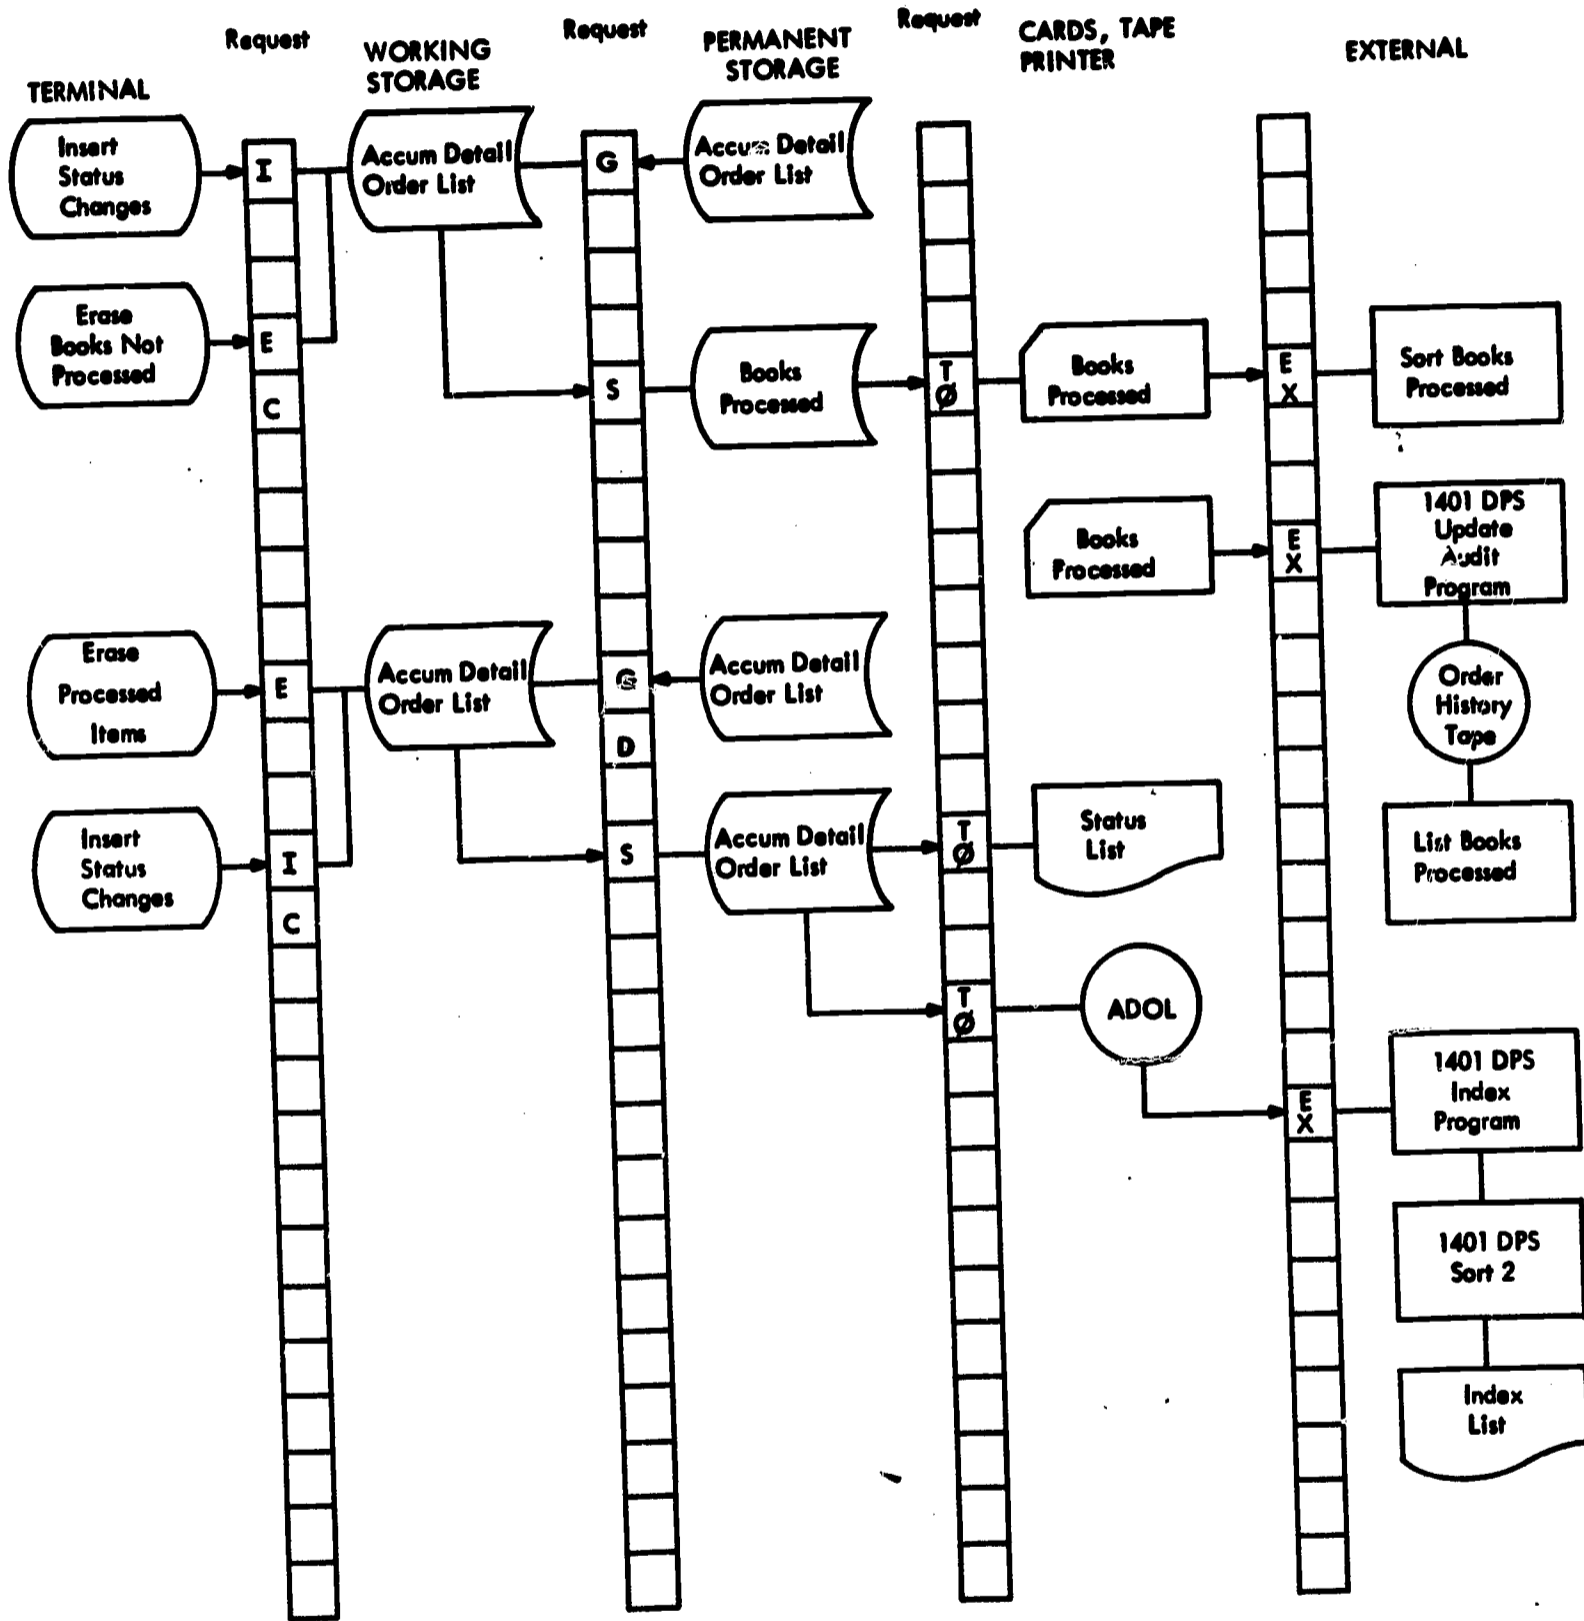 Request
Request
Request
TERMINAL
WORKING
STORAGE
PERMANENT
STORAGE
CARDS, TAPE
PRINTER
EXTERNAL
Insert
Status
Changes
I
Accum Detail
Order List
G
Accum Detail
Order List
Erase
Books Not
Processed
E
C
S
Books
Processed
T
Ø
Books
Processed
E
X
Sort Books
Processed
Books
Processed
E
X
1401 DPS
Update
Audit
Program
Order
History
Tape
List Books
Processed
Erase
Processed
Items
E
Accum Detail
Order List
G
Accum Detail
Order List
D
Insert
Status
Changes
I
C
S
Accum Detail
Order List
T
Ø
Status
List
T
Ø
ADOL
E
X
1401 DPS
Index
Program
1401 DPS
Sort 2
Index
List